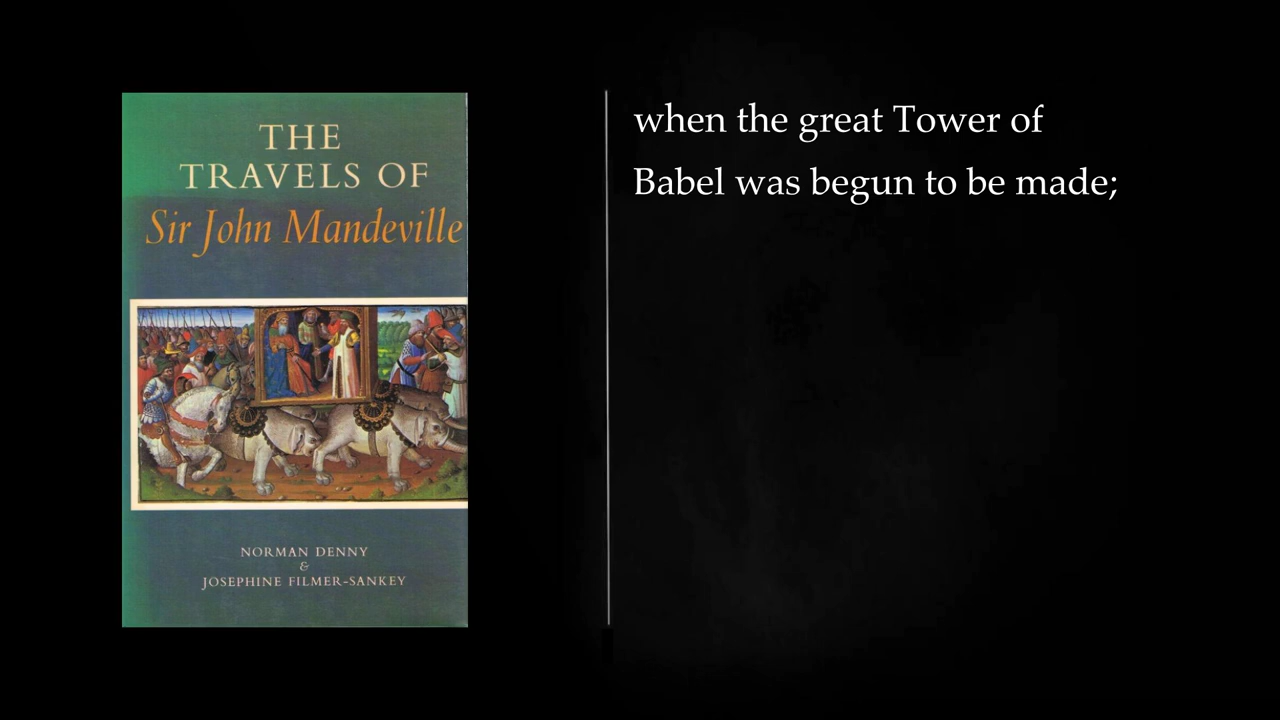 THE
TRAVELS OF
Sir John Mandeville
NORMAN DENNY
&
JOSEPHINE FILMER-SANKEY
when the great Tower of
Babel was begun to be made;